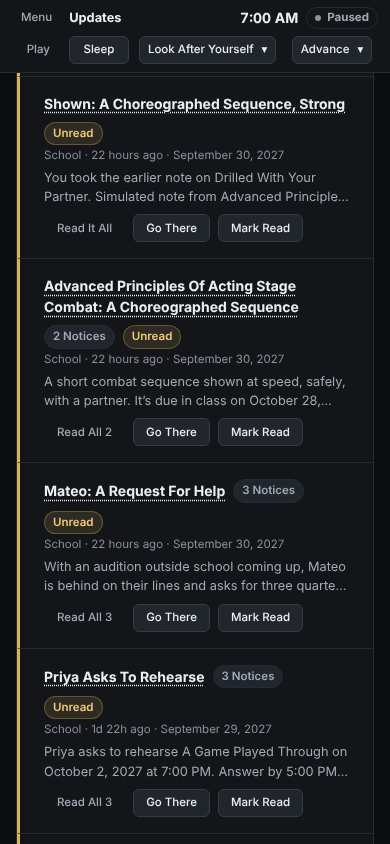 Menu Updates 7:00 AM Paused
Play Sleep Look After Yourself ▾ Advance ▾
Shown: A Choreographed Sequence, Strong
Unread
School · 22 hours ago · September 30, 2027
You took the earlier note on Drilled With Your
Partner. Simulated note from Advanced Principle...
Read It All Go There Mark Read
Advanced Principles Of Acting Stage
Combat: A Choreographed Sequence
2 Notices Unread
School · 22 hours ago · September 30, 2027
A short combat sequence shown at speed, safely,
with a partner. It’s due in class on October 28,...
Read All 2 Go There Mark Read
Mateo: A Request For Help 3 Notices
Unread
School · 22 hours ago · September 30, 2027
With an audition outside school coming up, Mateo
is behind on their lines and asks for three quarte...
Read All 3 Go There Mark Read
Priya Asks To Rehearse 3 Notices
Unread
School · 1d 22h ago · September 29, 2027
Priya asks to rehearse A Game Played Through on
October 2, 2027 at 7:00 PM. Answer by 5:00 PM...
Read All 3 Go There Mark Read